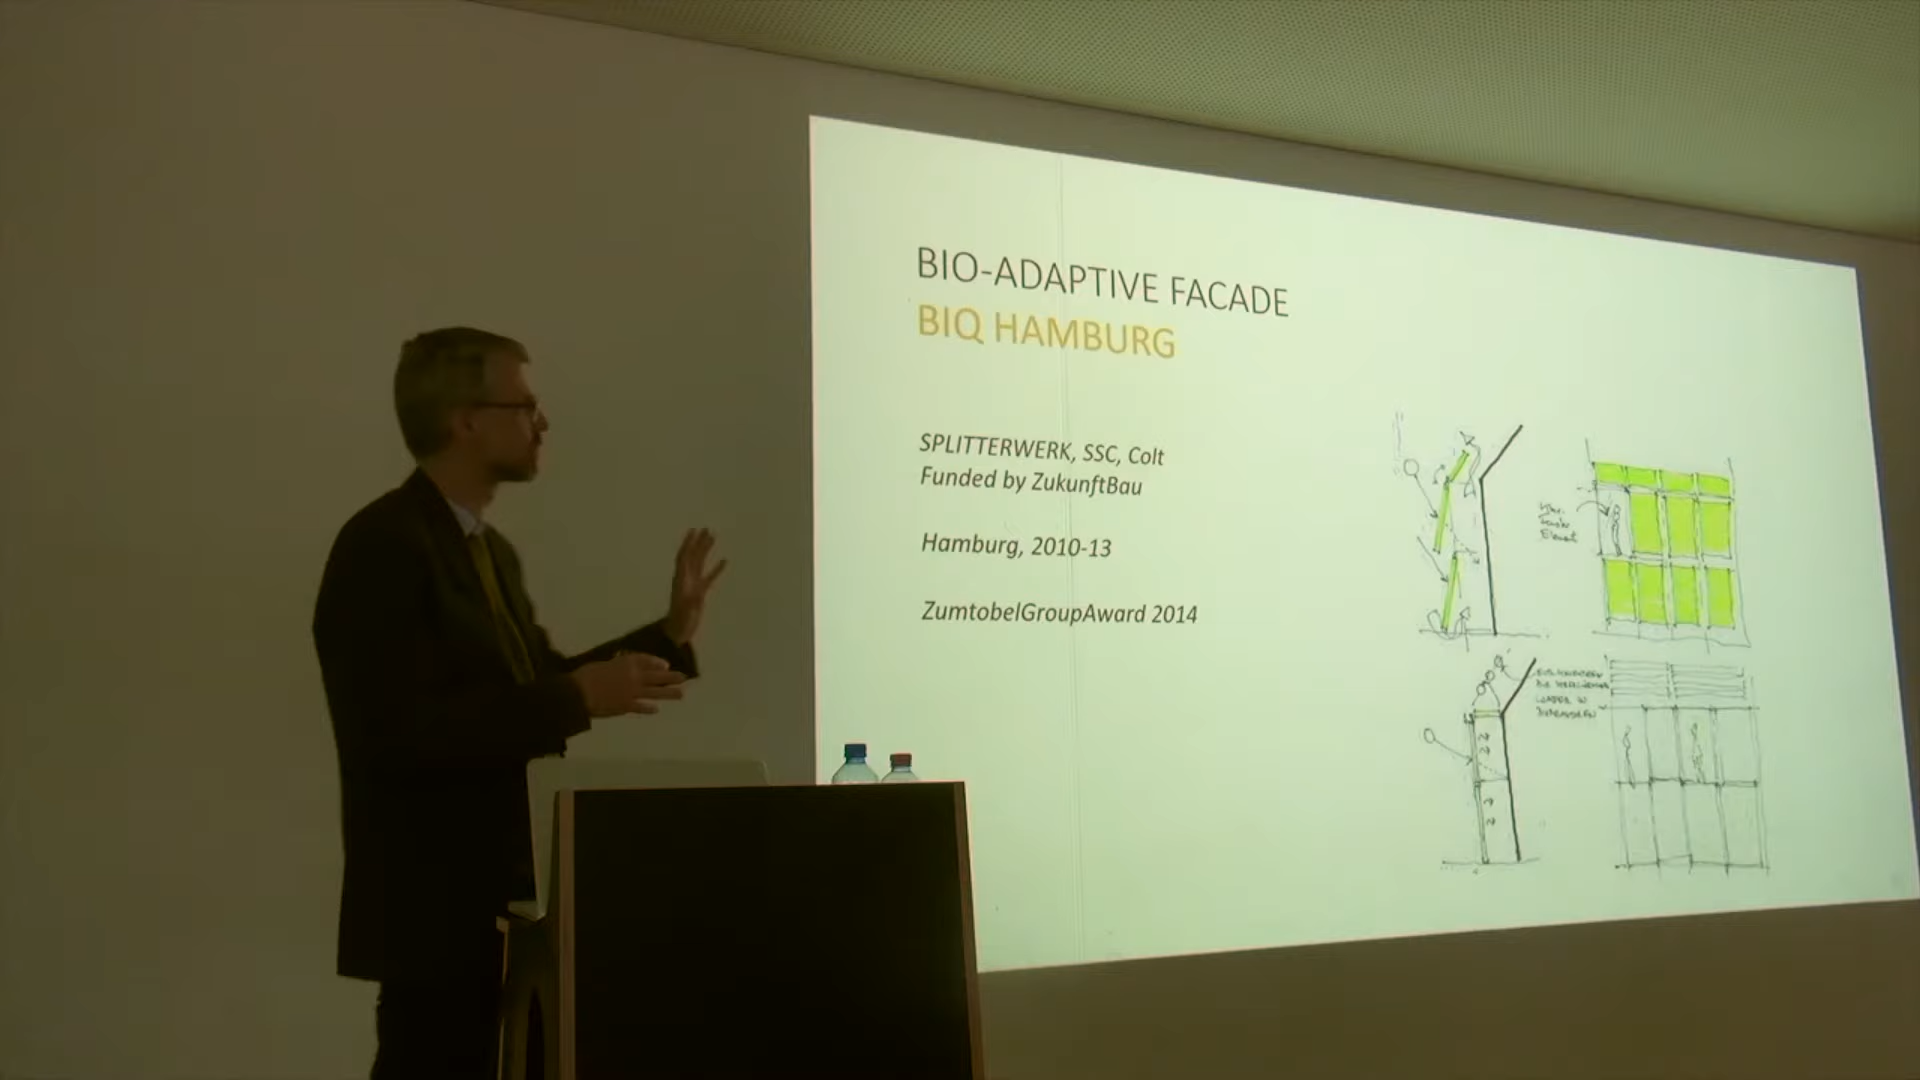 BIO-ADAPTIVE FACADE
BIQ HAMBURG
SPLITTERWERK, SSC, Colt
Funded by ZukunftBau
Hamburg, 2010-13
ZumtobelGroupAward 2014